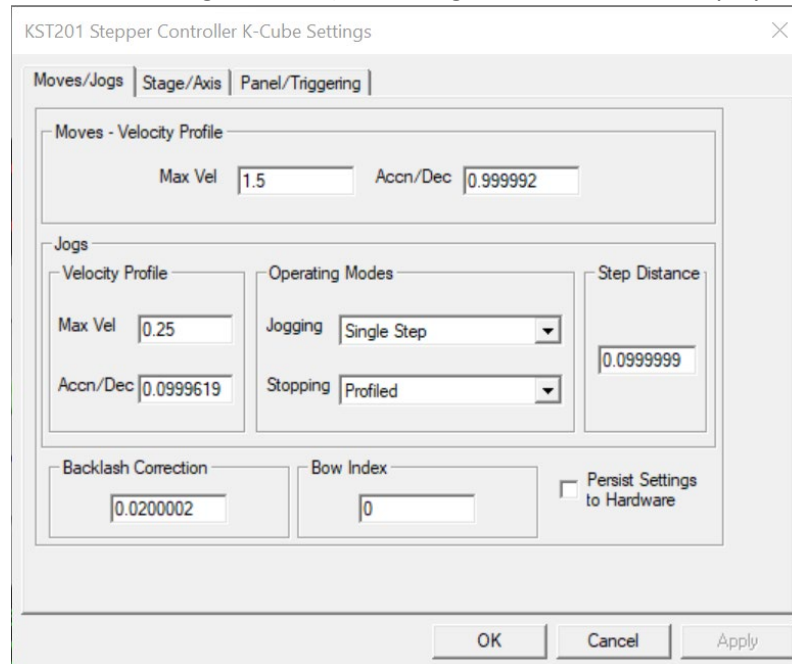 KST201 Stepper Controller K-Cube Settings
Moves/Jogs Stage/Axis Panel/Triggering
Moves - Velocity Profile
Max Vel 1.5 Accn/Dec 0.999992
Jogs
Velocity Profile
Max Vel 0.25
Accn/Dec 0.0999619
Operating Modes
Jogging Single Step
Stopping Profiled
Step Distance
0.0999999
Backlash Correction
0.0200002
Bow Index
0
Persist Settings
to Hardware
OK Cancel Apply